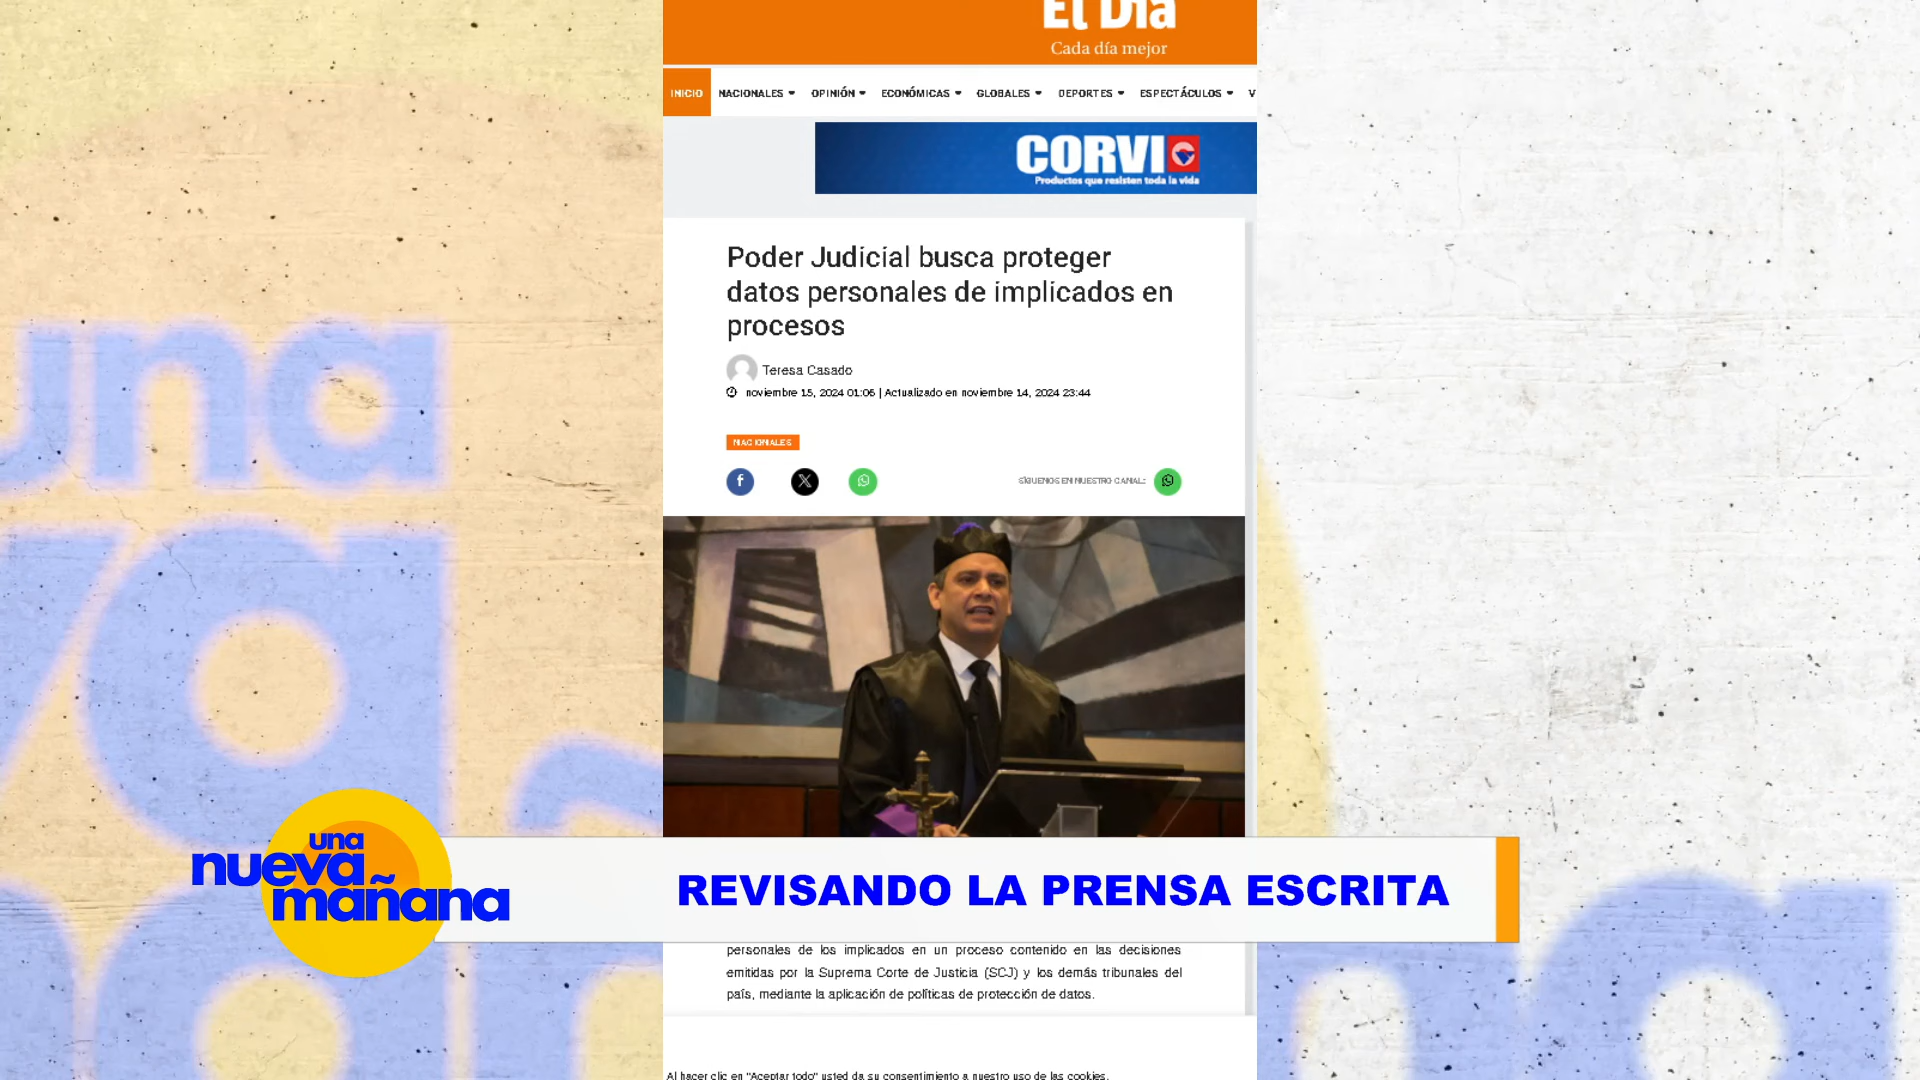 El Día
Cada día mejor
INICIO NACIONALES OPINIÓN ECONÓMICAS GLOBALES DEPORTES ESPECTÁCULOS V
CORVI
Productos que resisten toda la vida
Poder Judicial busca proteger
datos personales de implicados en
procesos
Teresa Casado
noviembre 15, 2024 01:06 | Actualizado en noviembre 14, 2024 23:44
NACIONALES
SÍGUENOS EN NUESTRO CANAL:
una
nueva
mañana
REVISANDO LA PRENSA ESCRITA
personales de los implicados en un proceso contenido en las decisiones
emitidas por la Suprema Corte de Justicia (SCJ) y los demás tribunales del
país, mediante la aplicación de políticas de protección de datos.
Al hacer clic en "Aceptar todo" usted da su consentimiento a nuestro uso de las cookies.